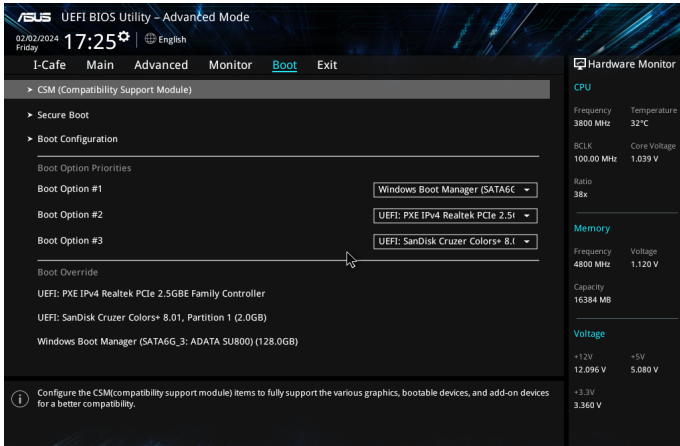 ASUS UEFI BIOS Utility – Advanced Mode
02/02/2024
Friday
17:25
English
I-Cafe Main Advanced Monitor Boot Exit
CSM (Compatibility Support Module)
Secure Boot
Boot Configuration
Boot Option Priorities
Boot Option #1 Windows Boot Manager (SATA6G
Boot Option #2 UEFI: PXE IPv4 Realtek PCIe 2.5(
Boot Option #3 UEFI: SanDisk Cruzer Colors+ 8.(
Boot Override
UEFI: PXE IPv4 Realtek PCIe 2.5GBE Family Controller
UEFI: SanDisk Cruzer Colors+ 8.01, Partition 1 (2.0GB)
Windows Boot Manager (SATA6G_3: ADATA SU800) (128.0GB)
Configure the CSM(compatibility support module) items to fully support the various graphics, bootable devices, and add-on devices
for a better compatibility.
Hardware Monitor
CPU
Frequency Temperature
3800 MHz 32°C
BCLK Core Voltage
100.00 MHz 1.039 V
Ratio
38x
Memory
Frequency Voltage
4800 MHz 1.120 V
Capacity
16384 MB
Voltage
+12V +5V
12.096 V 5.080 V
+3.3V
3.360 V